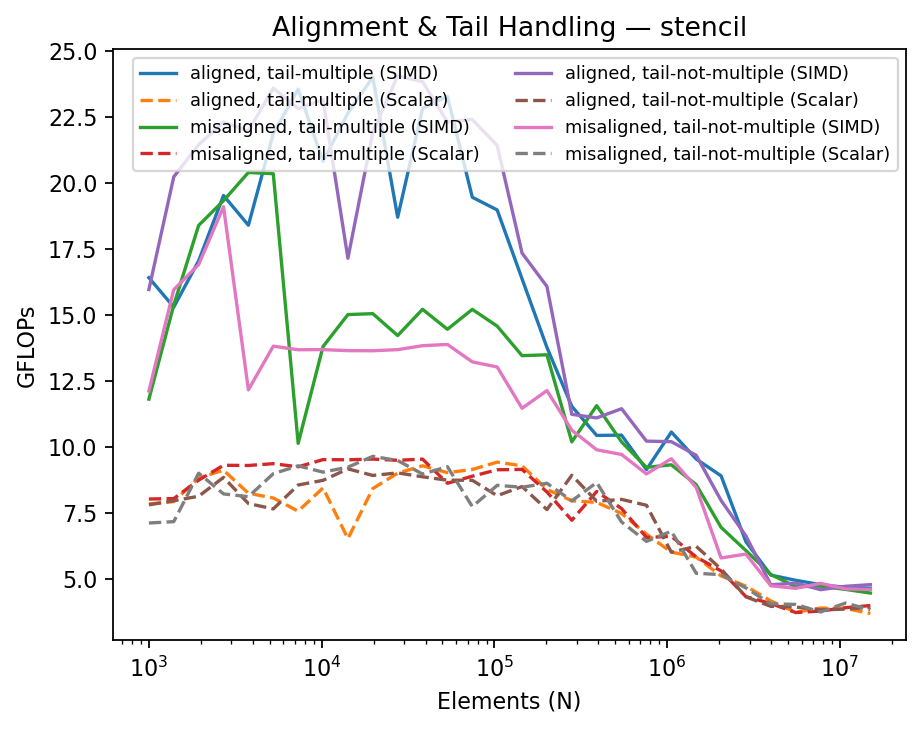 Alignment & Tail Handling — stencil
25.0
22.5
20.0
17.5
15.0
12.5
10.0
7.5
5.0
GFLOPs
aligned, tail-multiple (SIMD)
aligned, tail-multiple (Scalar)
misaligned, tail-multiple (SIMD)
misaligned, tail-multiple (Scalar)
aligned, tail-not-multiple (SIMD)
aligned, tail-not-multiple (Scalar)
misaligned, tail-not-multiple (SIMD)
misaligned, tail-not-multiple (Scalar)
10³ 10⁴ 10⁵ 10⁶ 10⁷
Elements (N)